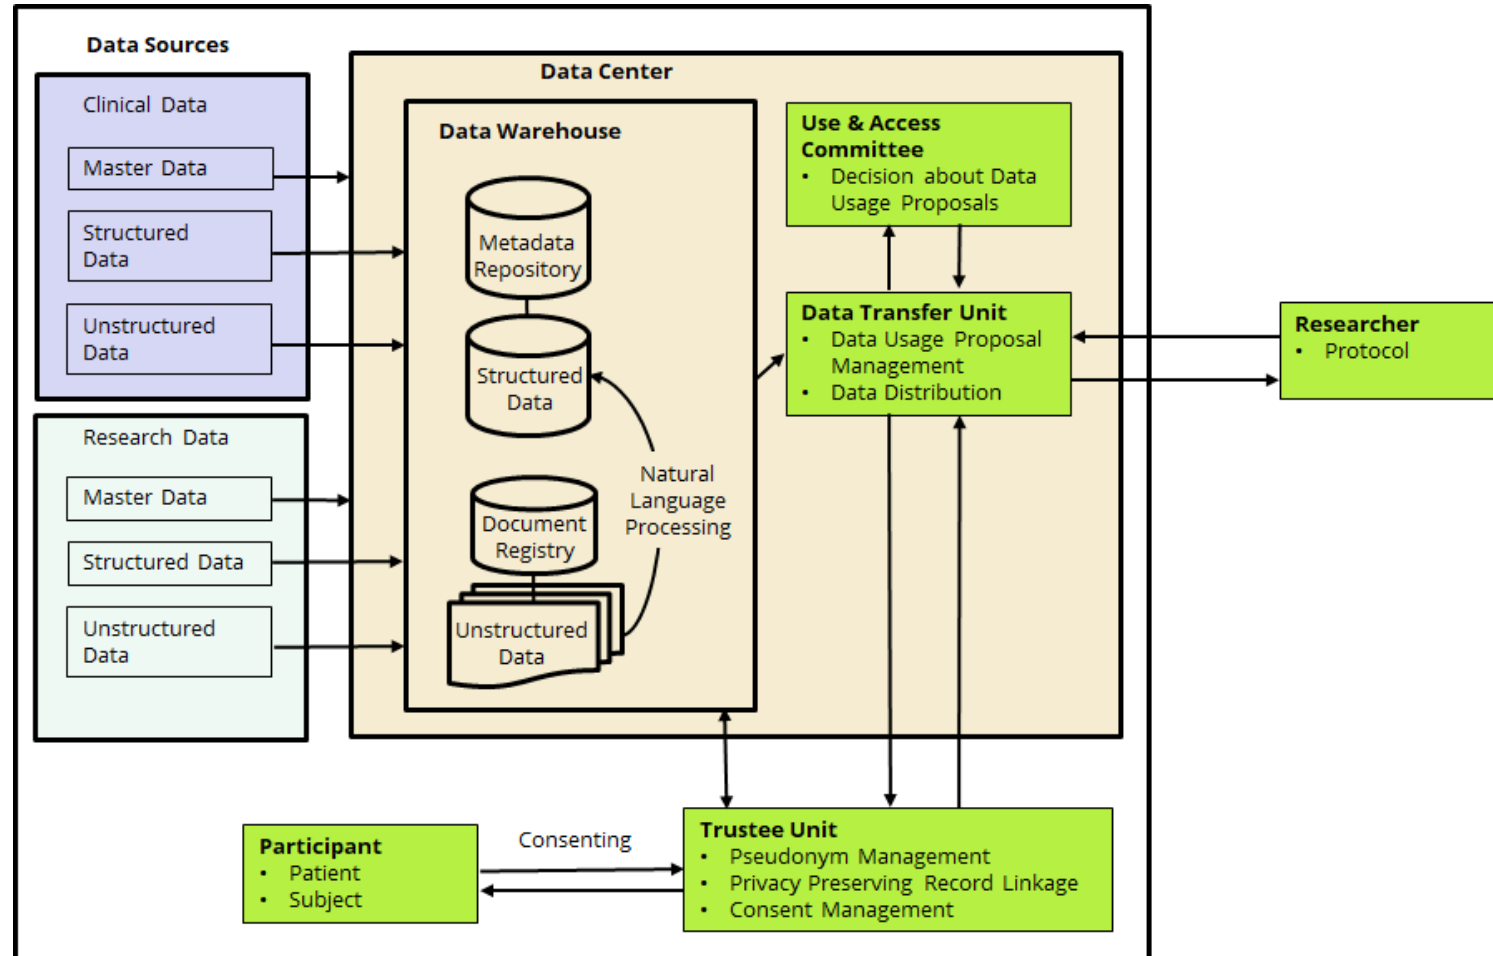 Data Sources
Clinical Data
Master Data
Structured
Data
Unstructured
Data
Research Data
Master Data
Structured Data
Unstructured
Data
Data Center
Data Warehouse
Metadata
Repository
Structured
Data
Natural
Language
Processing
Document
Registry
Unstructured
Data
Use & Access
Committee
• Decision about Data
Usage Proposals
Data Transfer Unit
• Data Usage Proposal
Management
• Data Distribution
Researcher
• Protocol
Participant
• Patient
• Subject
Consenting
Trustee Unit
• Pseudonym Management
• Privacy Preserving Record Linkage
• Consent Management